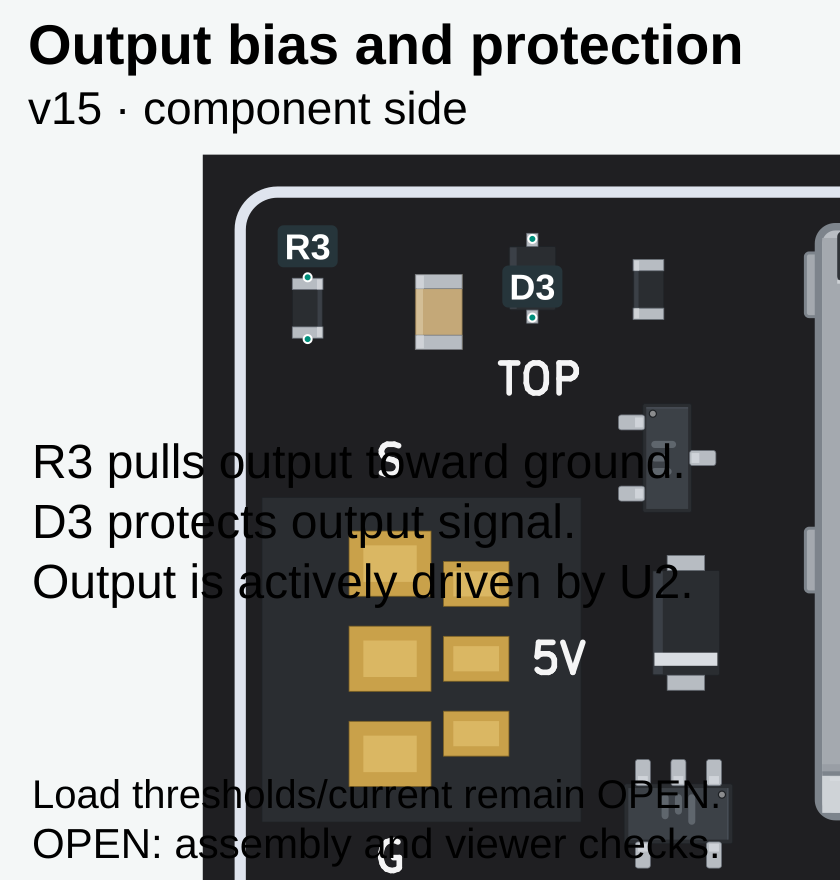 Output bias and protection
v15 · component side
R3
D3
TOP
S
R3 pulls output toward ground.
D3 protects output signal.
Output is actively driven by U2.
5V
Load thresholds/current remain OPEN.
OPEN: assembly and viewer checks.
G